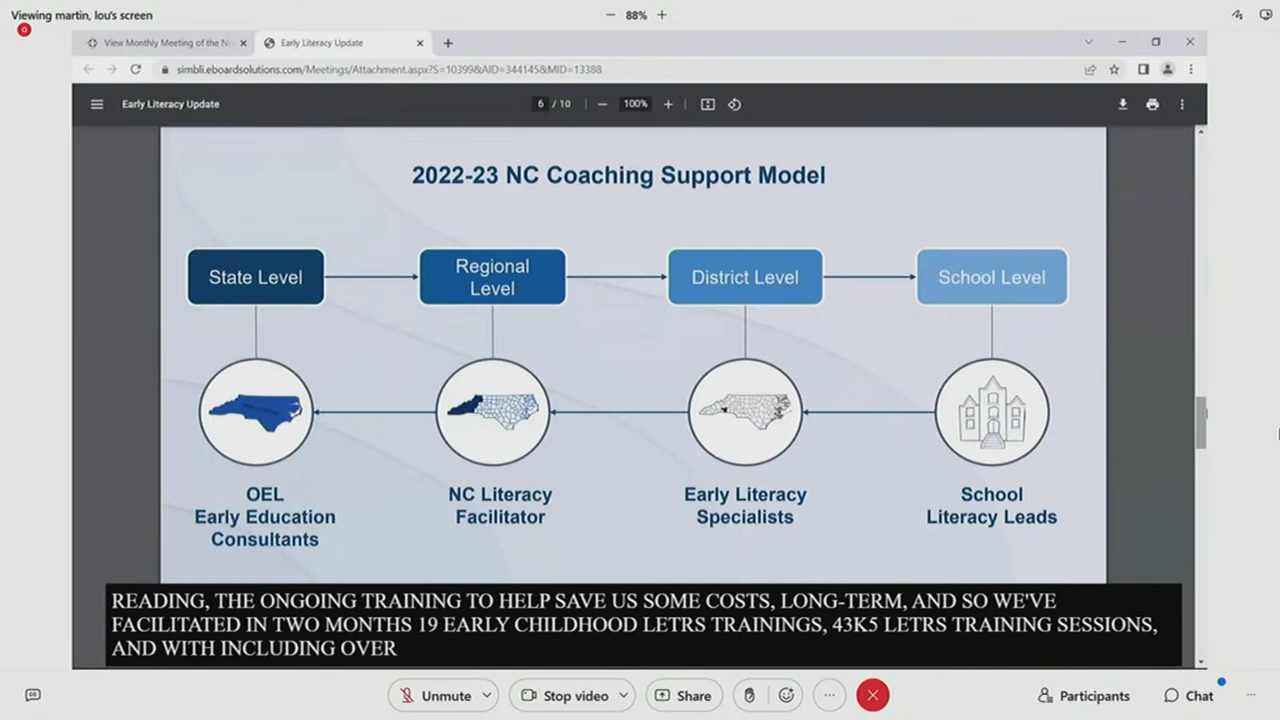 Viewing martin, lou's screen
88%
View Monthly Meeting of the No
Early Literacy Update
simbli.eboardsolutions.com/Meetings/Attachment.aspx?S=10399&AID=344145&MID=13388
Early Literacy Update
6 / 10
100%
2022-23 NC Coaching Support Model
State Level
Regional
Level
District Level
School Level
OEL
Early Education
Consultants
NC Literacy
Facilitator
Early Literacy
Specialists
School
Literacy Leads
READING, THE ONGOING TRAINING TO HELP SAVE US SOME COSTS, LONG-TERM, AND SO WE'VE
FACILITATED IN TWO MONTHS 19 EARLY CHILDHOOD LETRS TRAININGS, 43K5 LETRS TRAINING SESSIONS,
AND WITH INCLUDING OVER
Unmute
Stop video
Share
Participants
Chat